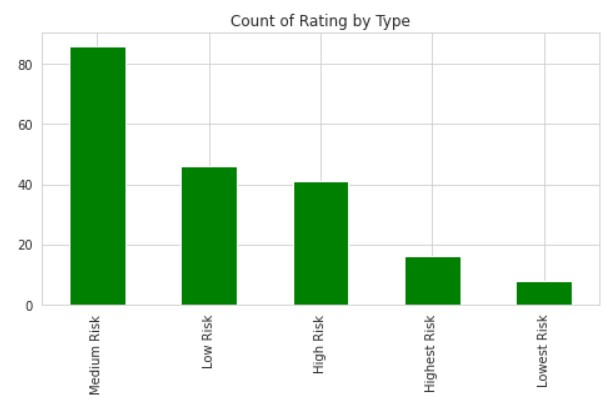 Count of Rating by Type
80
60
40
20
0
Medium Risk
Low Risk
High Risk
Highest Risk
Lowest Risk